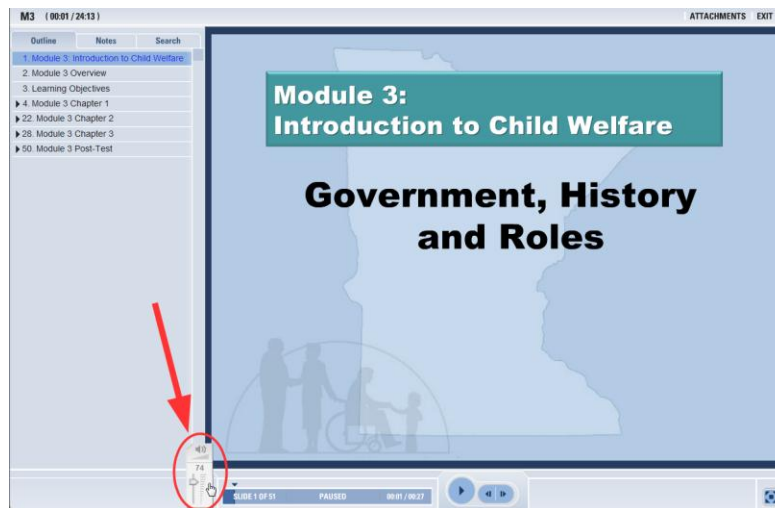 M3 ( 00:01 / 24:13 )
ATTACHMENTS EXIT
Outline Notes Search
1. Module 3: Introduction to Child Welfare
2. Module 3 Overview
3. Learning Objectives
4. Module 3 Chapter 1
22. Module 3 Chapter 2
28. Module 3 Chapter 3
50. Module 3 Post-Test
Module 3:
Introduction to Child Welfare
Government, History
and Roles
74
SLIDE 1 OF 51 PAUSED 00:01 / 00:27